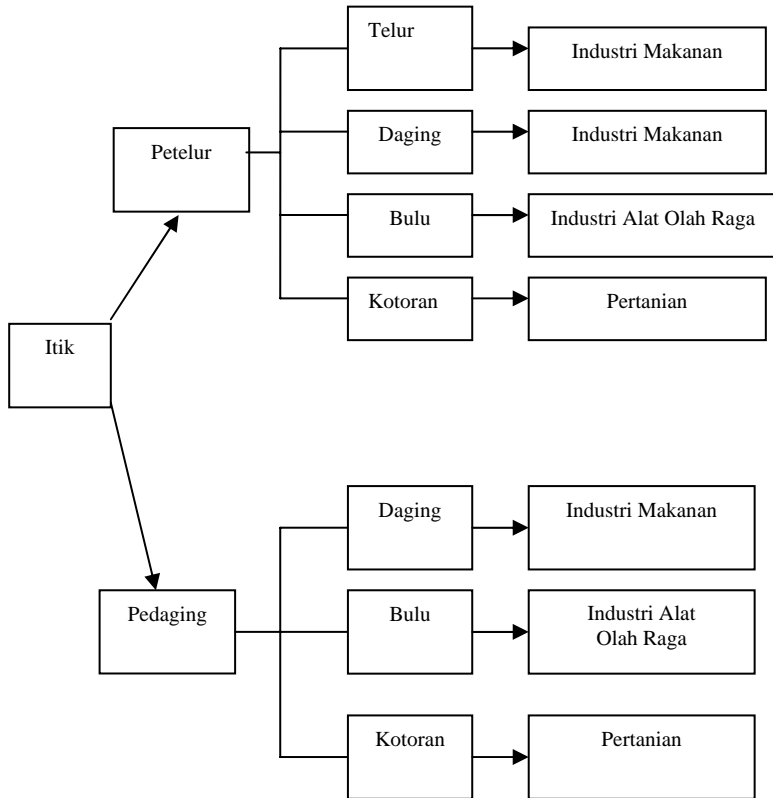 Telur
Industri Makanan
Petelur
Daging
Industri Makanan
Bulu
Industri Alat Olah Raga
Kotoran
Pertanian
Itik
Daging
Industri Makanan
Pedaging
Bulu
Industri Alat
Olah Raga
Kotoran
Pertanian